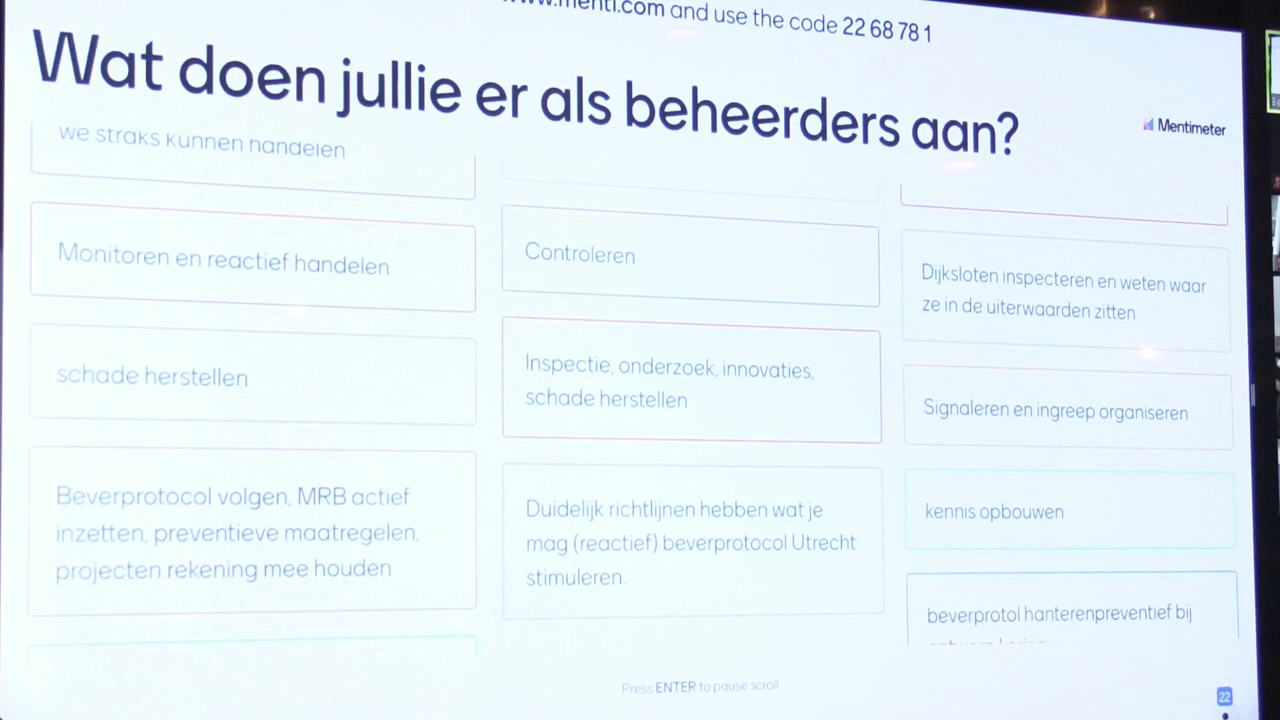 www.menti.com and use the code 22 68 78 1
Wat doen jullie er als beheerders aan?
Mentimeter
we straks kunnen handelen
Monitoren en reactief handelen
schade herstellen
Beverprotocol volgen, MRB actief
inzetten, preventieve maatregelen,
projecten rekening mee houden
Controleren
Inspectie, onderzoek, innovaties,
schade herstellen
Duidelijk richtlijnen hebben wat je
mag (reactief) beverprotocol Utrecht
stimuleren.
Dijksloten inspecteren en weten waar
ze in de uiterwaarden zitten
Signaleren en ingreep organiseren
kennis opbouwen
beverprotol hanterenpreventief bij
Press ENTER to pause scroll
22